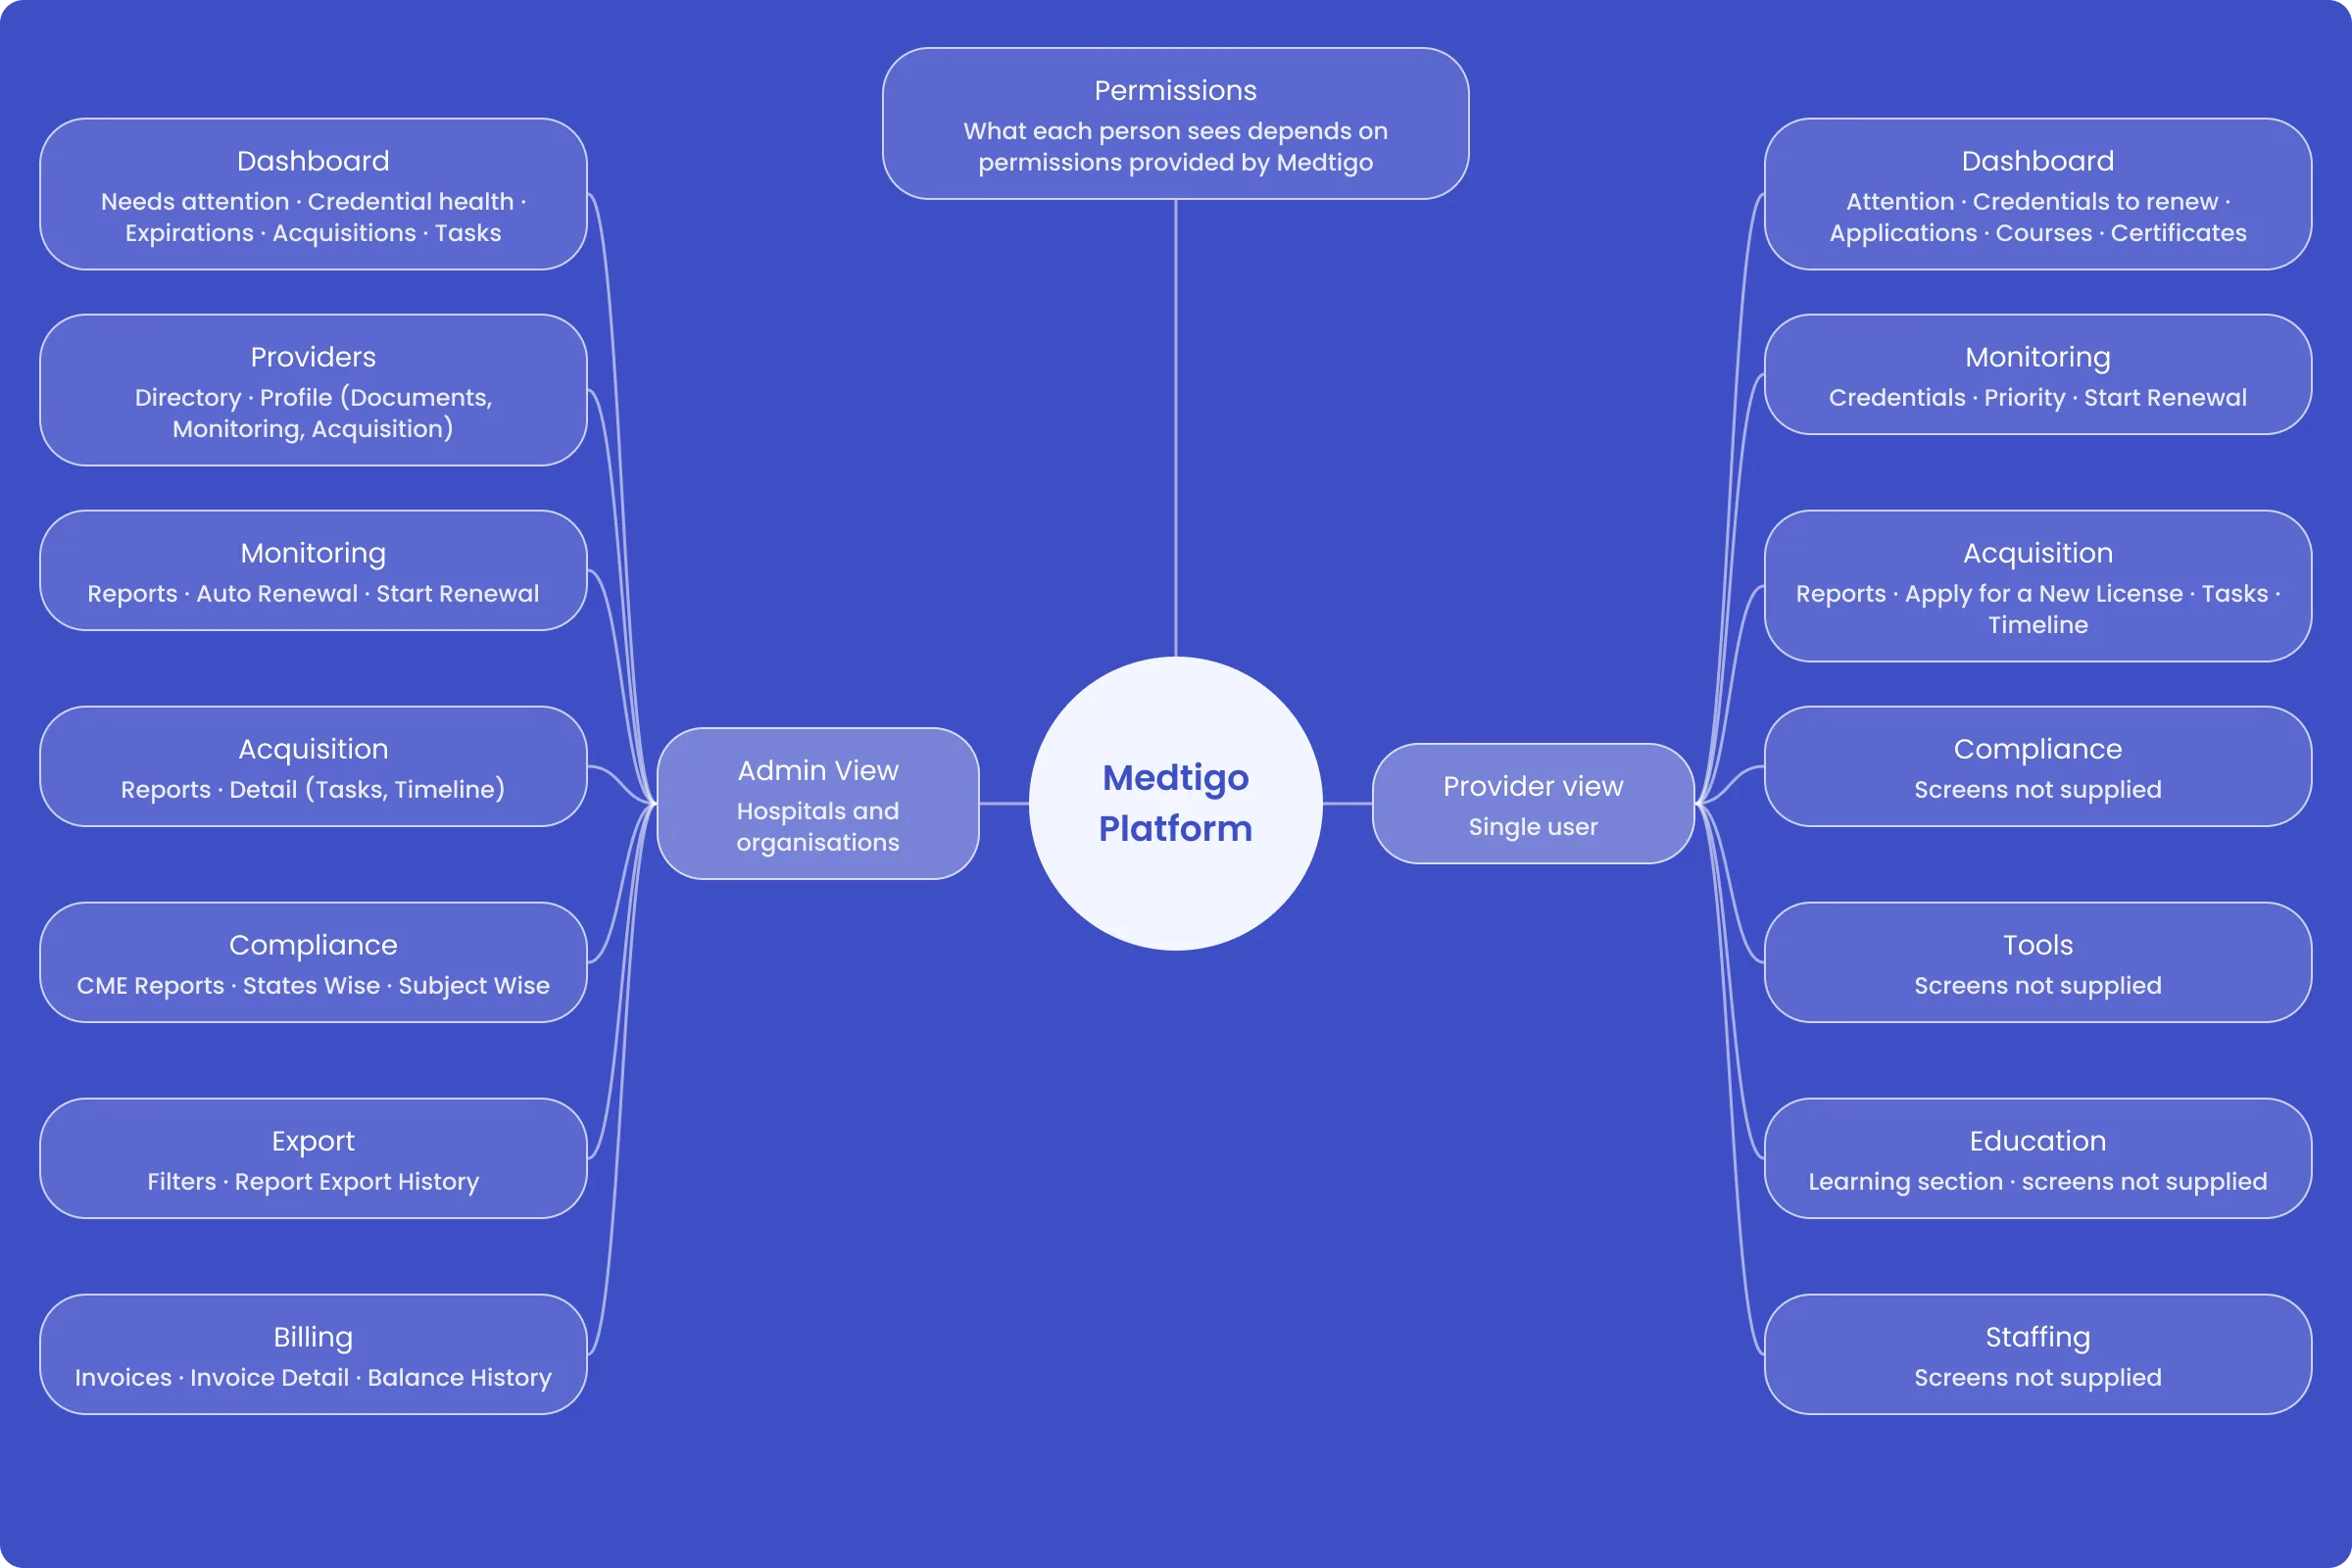 Permissions
What each person sees depends on
permissions provided by Medtigo
Dashboard
Needs attention · Credential health ·
Expirations · Acquisitions · Tasks
Providers
Directory · Profile (Documents,
Monitoring, Acquisition)
Monitoring
Reports · Auto Renewal · Start Renewal
Acquisition
Reports · Detail (Tasks, Timeline)
Compliance
CME Reports · States Wise · Subject Wise
Export
Filters · Report Export History
Billing
Invoices · Invoice Detail · Balance History
Admin View
Hospitals and
organisations
Medtigo
Platform
Provider view
Single user
Dashboard
Attention · Credentials to renew ·
Applications · Courses · Certificates
Monitoring
Credentials · Priority · Start Renewal
Acquisition
Reports · Apply for a New License · Tasks ·
Timeline
Compliance
Screens not supplied
Tools
Screens not supplied
Education
Learning section · screens not supplied
Staffing
Screens not supplied